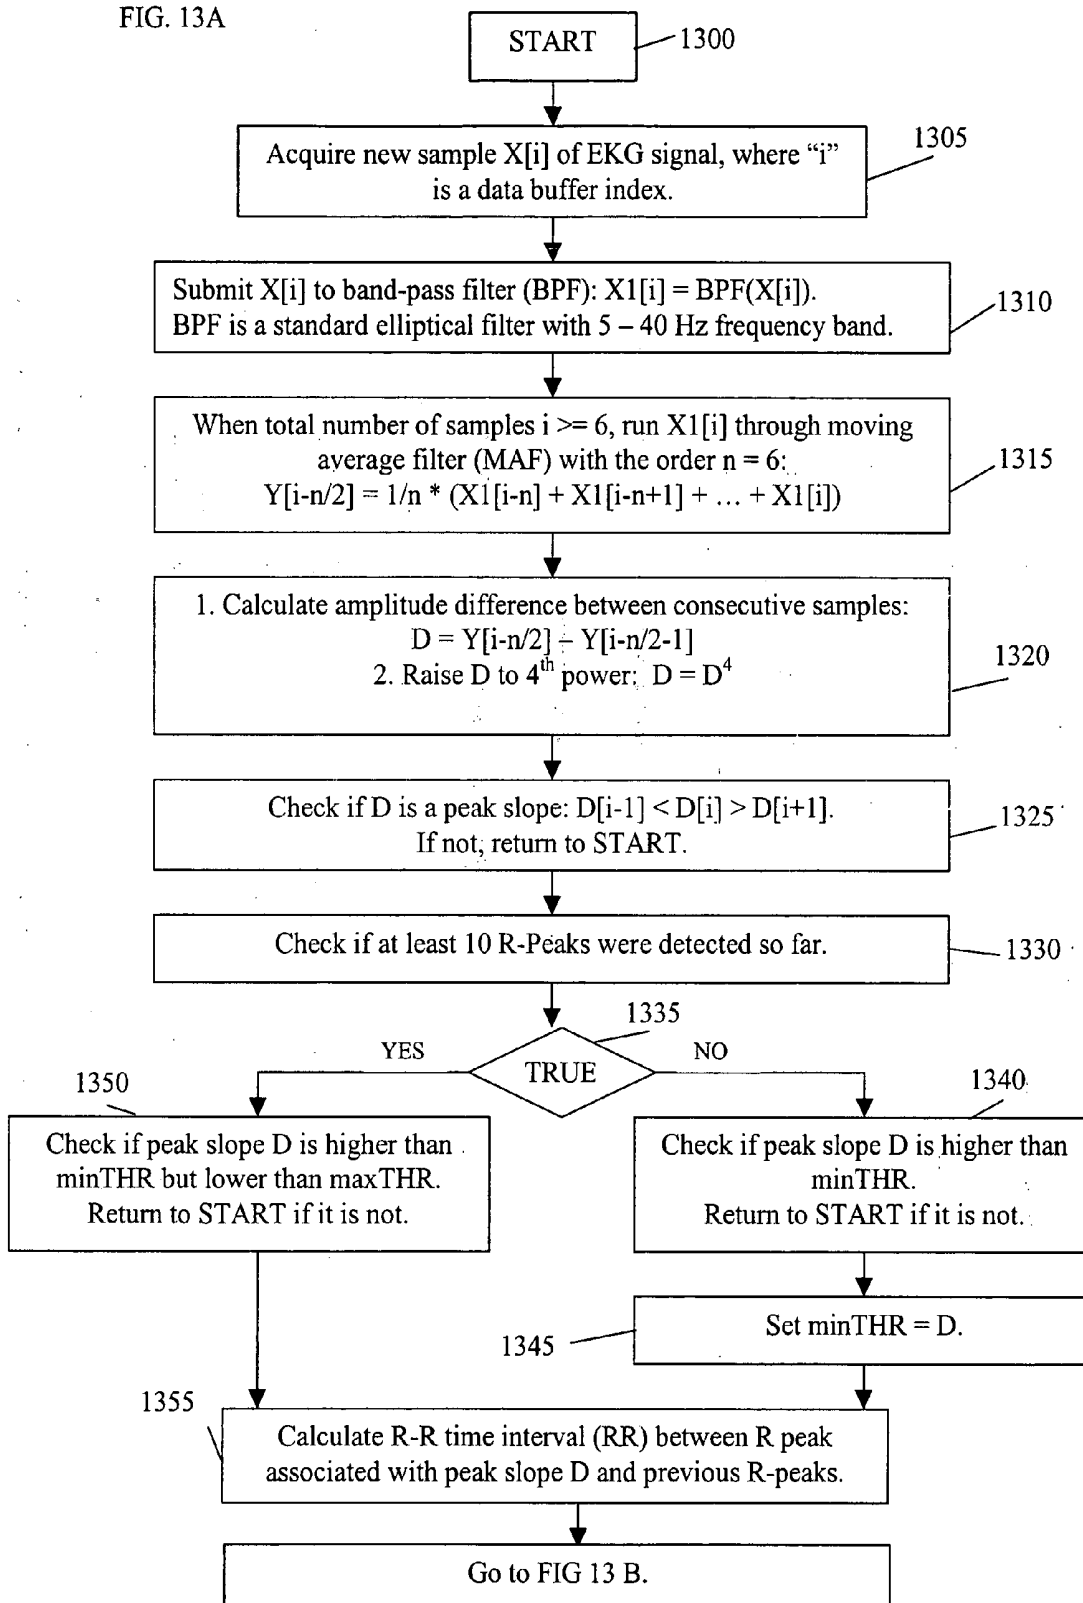 FIG. 13A
START
1300
Acquire new sample X[i] of EKG signal, where “i”
is a data buffer index.
1305
Submit X[i] to band-pass filter (BPF): X1[i] = BPF(X[i]).
BPF is a standard elliptical filter with 5 – 40 Hz frequency band.
1310
When total number of samples i >= 6, run X1[i] through moving
average filter (MAF) with the order n = 6:
Y[i-n/2] = 1/n * (X1[i-n] + X1[i-n+1] + … + X1[i])
1315
1. Calculate amplitude difference between consecutive samples:
D = Y[i-n/2] – Y[i-n/2-1]
2. Raise D to 4th power: D = D⁴
1320
Check if D is a peak slope: D[i-1] < D[i] > D[i+1].
If not, return to START.
1325
Check if at least 10 R-Peaks were detected so far.
1330
1335
YES
TRUE
NO
1350
Check if peak slope D is higher than
minTHR but lower than maxTHR.
Return to START if it is not.
1340
Check if peak slope D is higher than
minTHR.
Return to START if it is not.
Set minTHR = D.
1345
1355
Calculate R-R time interval (RR) between R peak
associated with peak slope D and previous R-peaks.
Go to FIG 13 B.